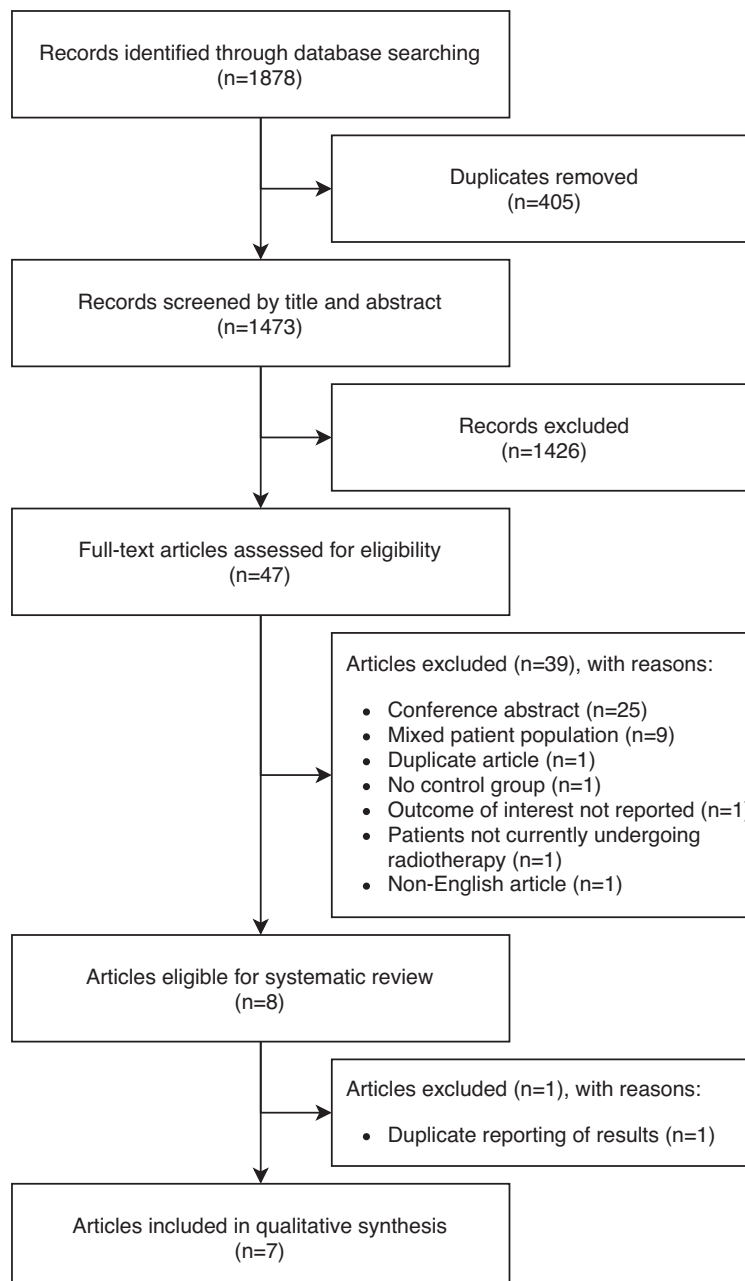 Records identified through database searching
(n=1878)
Duplicates removed
(n=405)
Records screened by title and abstract
(n=1473)
Records excluded
(n=1426)
Full-text articles assessed for eligibility
(n=47)
Articles excluded (n=39), with reasons:
• Conference abstract (n=25)
• Mixed patient population (n=9)
• Duplicate article (n=1)
• No control group (n=1)
• Outcome of interest not reported (n=1)
• Patients not currently undergoing
radiotherapy (n=1)
• Non-English article (n=1)
Articles eligible for systematic review
(n=8)
Articles excluded (n=1), with reasons:
• Duplicate reporting of results (n=1)
Articles included in qualitative synthesis
(n=7)